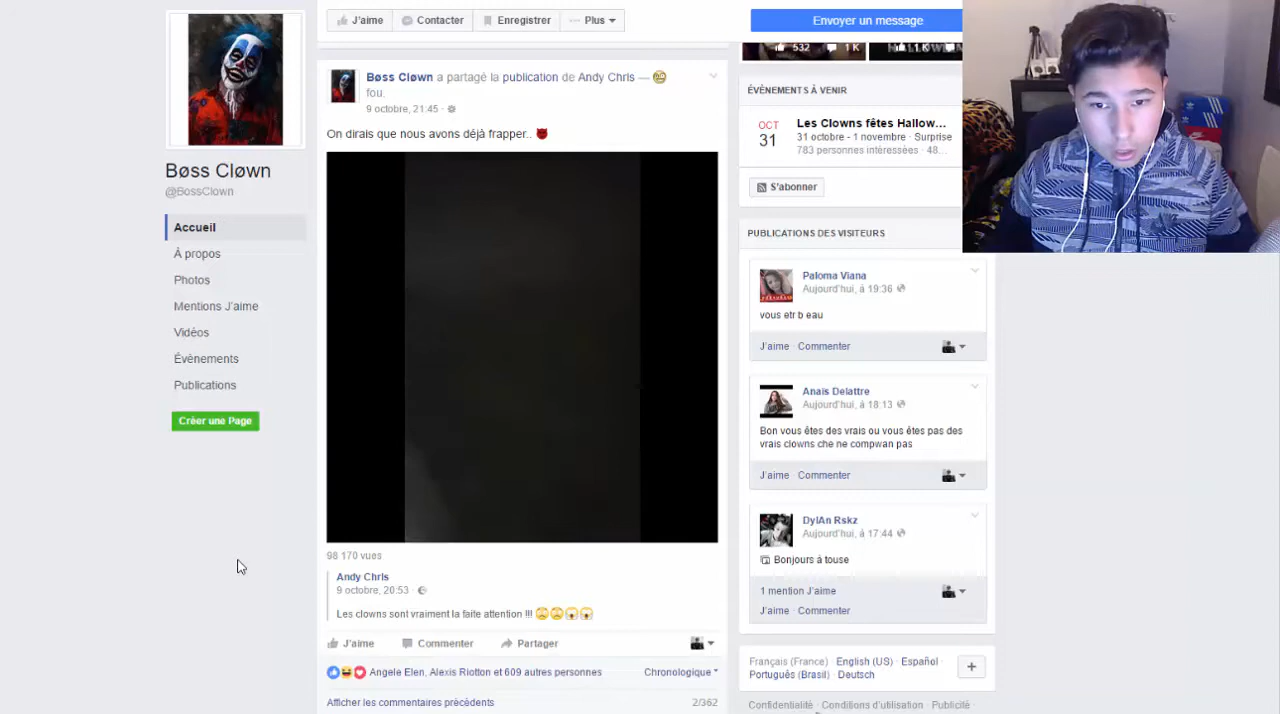 J'aime
Contacter
Enregistrer
Plus
Envoyer un message
Bøss Cløwn
@BossClown
Accueil
À propos
Photos
Mentions J'aime
Vidéos
Évènements
Publications
Créer une Page
Bøss Cløwn a partagé la publication de Andy Chris —
fou.
9 octobre, 21:45
On dirais que nous avons déjà frapper..
98 170 vues
Andy Chris
9 octobre, 20:53
Les clowns sont vraiment la faite attention !!!
J'aime
Commenter
Partager
Angele Elen, Alexis Riotton et 609 autres personnes
Chronologique
Afficher les commentaires précédents
2/362
532
1 K
1 K
ÉVÈNEMENTS À VENIR
OCT
31
Les Clowns fêtes Hallow...
31 octobre - 1 novembre · Surprise
783 personnes intéressées · 48...
S'abonner
PUBLICATIONS DES VISITEURS
Paloma Viana
Aujourd'hui, à 19:36
vous etr b eau
J'aime · Commenter
Anaïs Delattre
Aujourd'hui, à 18:13
Bon vous êtes des vrais ou vous êtes pas des
vrais clowns che ne compwan pas
J'aime · Commenter
DylAn Rskz
Aujourd'hui, à 17:44
Bonjours à touse
1 mention J'aime
J'aime · Commenter
Français (France) · English (US) · Español ·
Português (Brasil) · Deutsch
Confidentialité · Conditions d'utilisation · Publicité ·